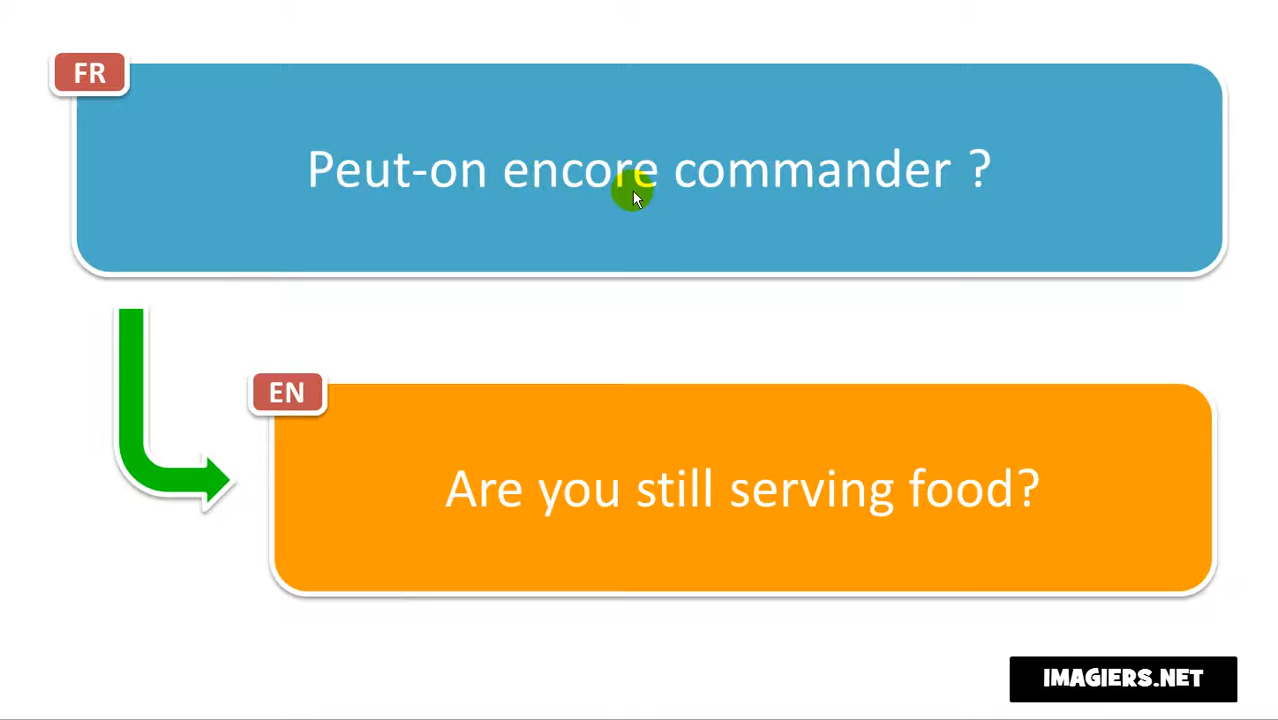 FR
Peut-on encore commander ?
EN
Are you still serving food?
IMAGIERS.NET